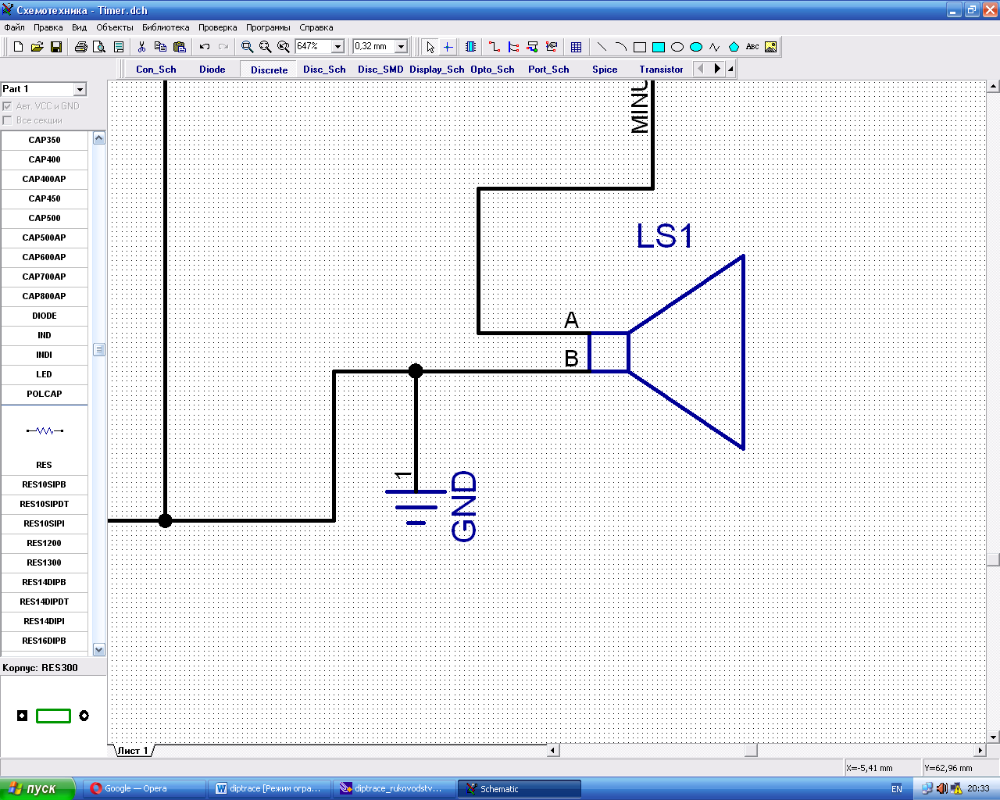 Схемотехника - Timer.dch
Файл Правка Вид Объекты Библиотека Проверка Программы Справка
647% 0,32 mm Abc
Con_Sch Diode Discrete Disc_Sch Disc_SMD Display_Sch Opto_Sch Port_Sch Spice Transistor
Part 1
Авт. VCC и GND
Все секции
CAP350
CAP400
CAP400AP
CAP450
CAP500
CAP500AP
CAP600AP
CAP700AP
CAP800AP
DIODE
IND
INDI
LED
POLCAP
RES
RES10SIPB
RES10SIPDT
RES10SIPI
RES1200
RES1300
RES14DIPB
RES14DIPDT
RES14DIPI
RES16DIPB
Корпус: RES300
MINU
LS1
A
B
1
GND
Лист 1
X=-5,41 mm Y=62,96 mm
пуск Google — Opera diptrace [Режим огра... diptrace_rukovodstv... Schematic EN 20:33